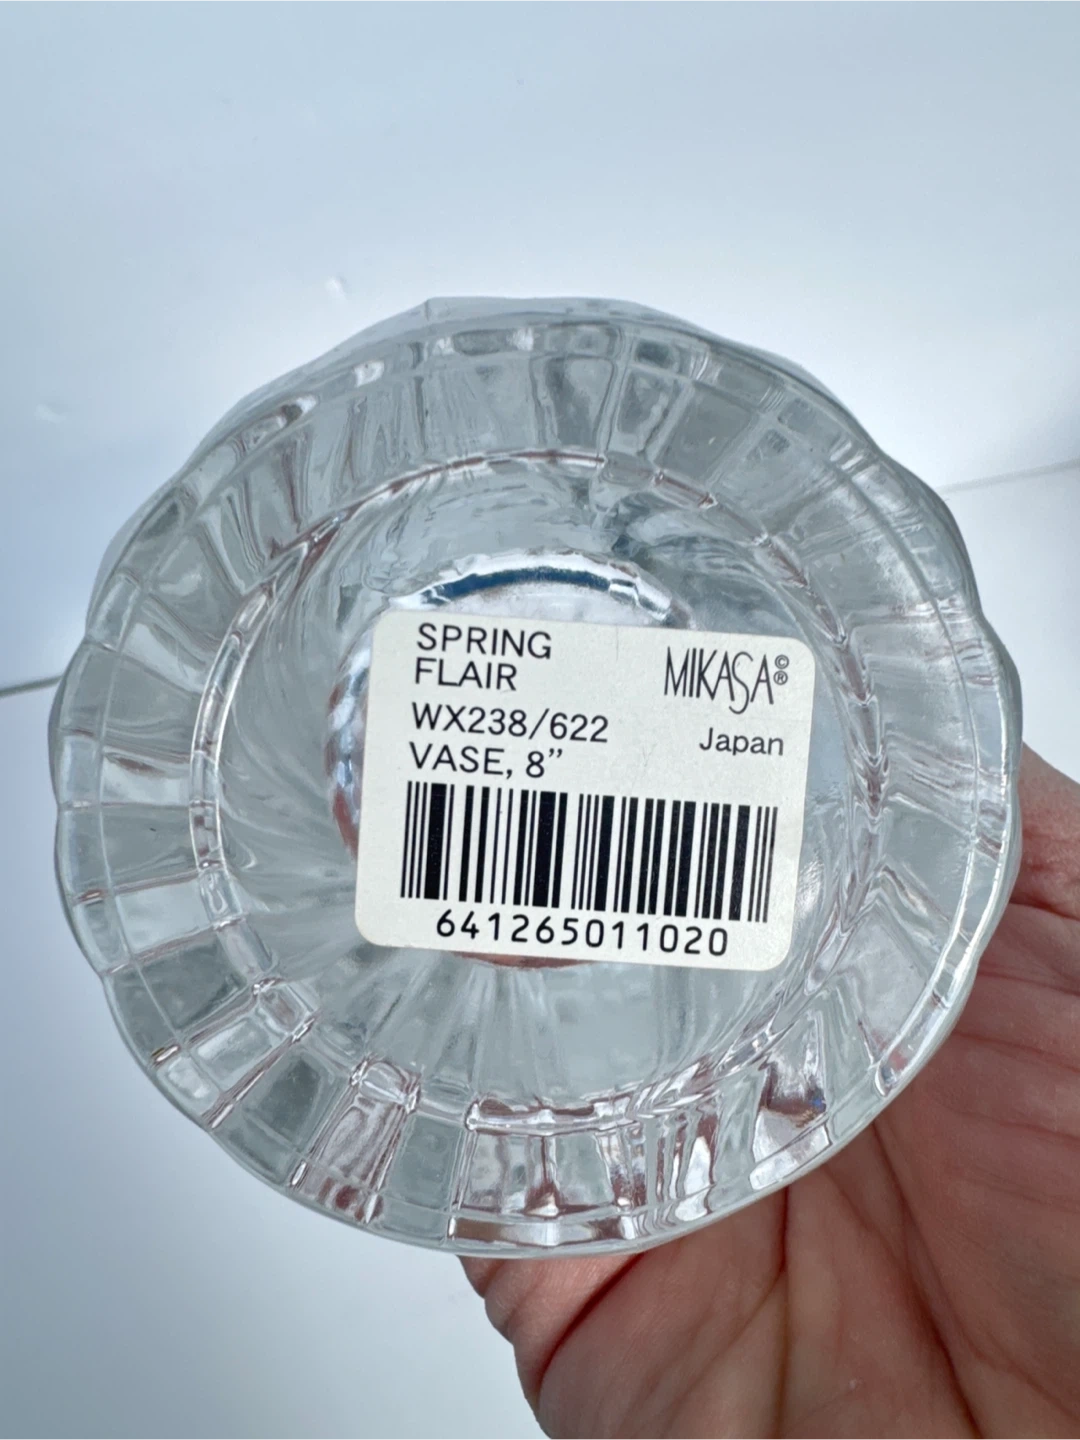 SPRING
FLAIR
WX238/622
VASE, 8”
MIKASA©®
Japan
641265011020